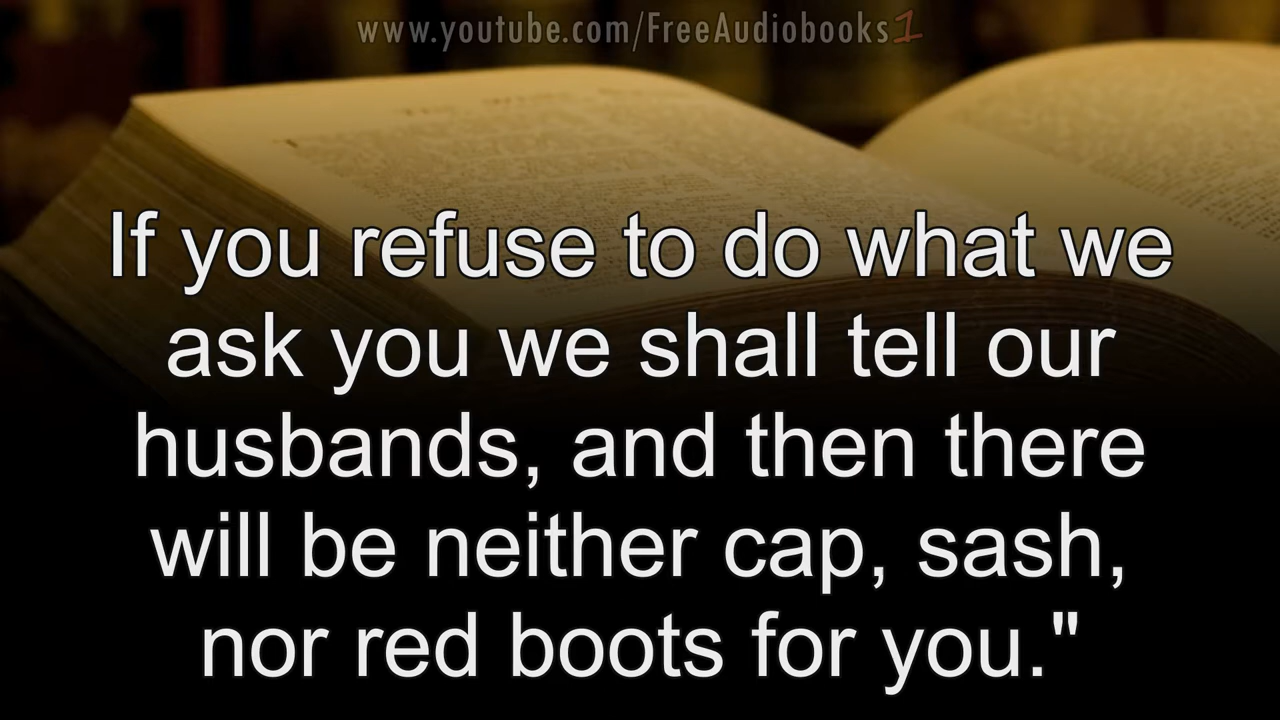 www.youtube.com/FreeAudiobooks1
If you refuse to do what we
ask you we shall tell our
husbands, and then there
will be neither cap, sash,
nor red boots for you."